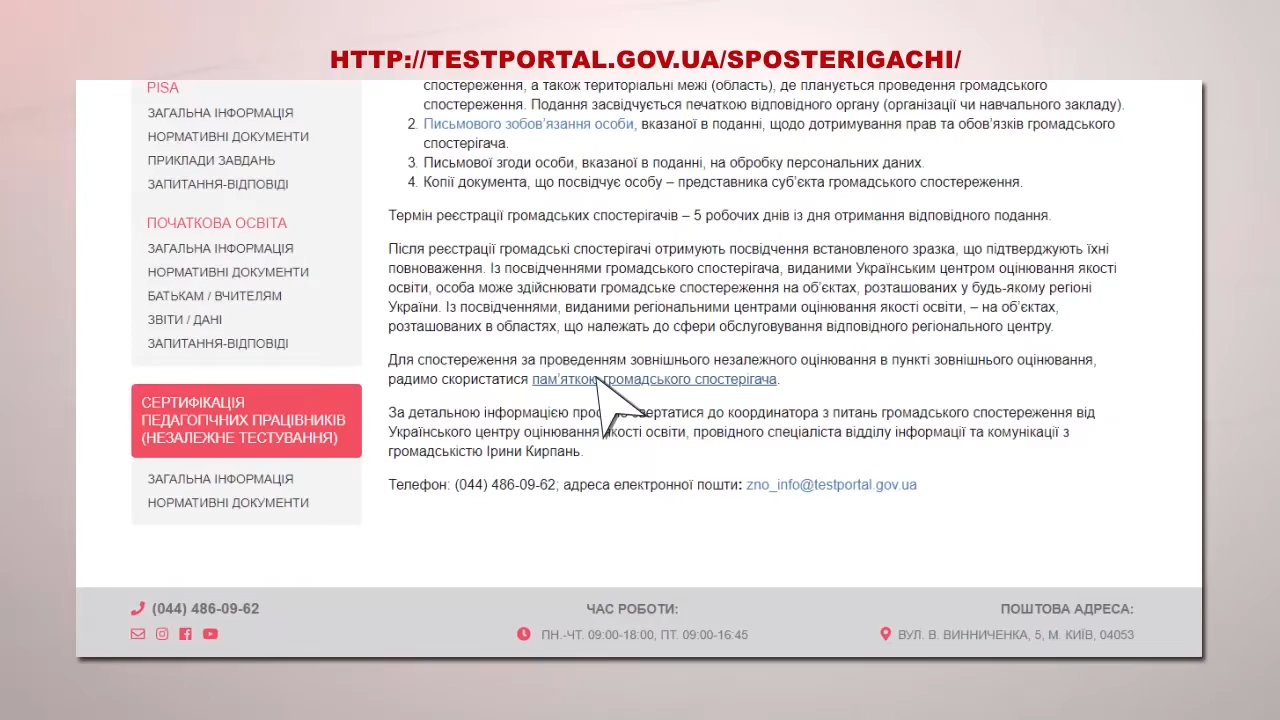 HTTP://TESTPORTAL.GOV.UA/SPOSTERIGACHI/
PISA
ЗАГАЛЬНА ІНФОРМАЦІЯ
НОРМАТИВНІ ДОКУМЕНТИ
ПРИКЛАДИ ЗАВДАНЬ
ЗАПИТАННЯ-ВІДПОВІДІ
ПОЧАТКОВА ОСВІТА
ЗАГАЛЬНА ІНФОРМАЦІЯ
НОРМАТИВНІ ДОКУМЕНТИ
БАТЬКАМ / ВЧИТЕЛЯМ
ЗВІТИ / ДАНІ
ЗАПИТАННЯ-ВІДПОВІДІ
СЕРТИФІКАЦІЯ
ПЕДАГОГІЧНИХ ПРАЦІВНИКІВ
(НЕЗАЛЕЖНЕ ТЕСТУВАННЯ)
ЗАГАЛЬНА ІНФОРМАЦІЯ
НОРМАТИВНІ ДОКУМЕНТИ
спостереження, а також територіальні межі (область), де планується проведення громадського
спостереження. Подання засвідчується печаткою відповідного органу (організації чи навчального закладу).
2. Письмового зобов’язання особи, вказаної в поданні, щодо дотримування прав та обов’язків громадського
спостерігача.
3. Письмової згоди особи, вказаної в поданні, на обробку персональних даних.
4. Копії документа, що посвідчує особу – представника суб’єкта громадського спостереження.
Термін реєстрації громадських спостерігачів – 5 робочих днів із дня отримання відповідного подання.
Після реєстрації громадські спостерігачі отримують посвідчення встановленого зразка, що підтверджують їхні
повноваження. Із посвідченнями громадського спостерігача, виданими Українським центром оцінювання якості
освіти, особа може здійснювати громадське спостереження на об’єктах, розташованих у будь-якому регіоні
України. Із посвідченнями, виданими регіональними центрами оцінювання якості освіти, – на об’єктах,
розташованих в областях, що належать до сфери обслуговування відповідного регіонального центру.
Для спостереження за проведенням зовнішнього незалежного оцінювання в пункті зовнішнього оцінювання,
радимо скористатися пам’яткою громадського спостерігача.
За детальною інформацією до координатора з питань громадського спостереження від
Українського центру оцінювання якості освіти, провідного спеціаліста відділу інформації та комунікації з
громадськістю Ірини Кирпань.
Телефон: (044) 486-09-62; адреса електронної пошти: zno_info@testportal.gov.ua
(044) 486-09-62
ЧАС РОБОТИ:
ПН.-ЧТ. 09:00-18:00, ПТ. 09:00-16:45
ПОШТОВА АДРЕСА:
ВУЛ. В. ВИННИЧЕНКА, 5, М. КИЇВ, 04053